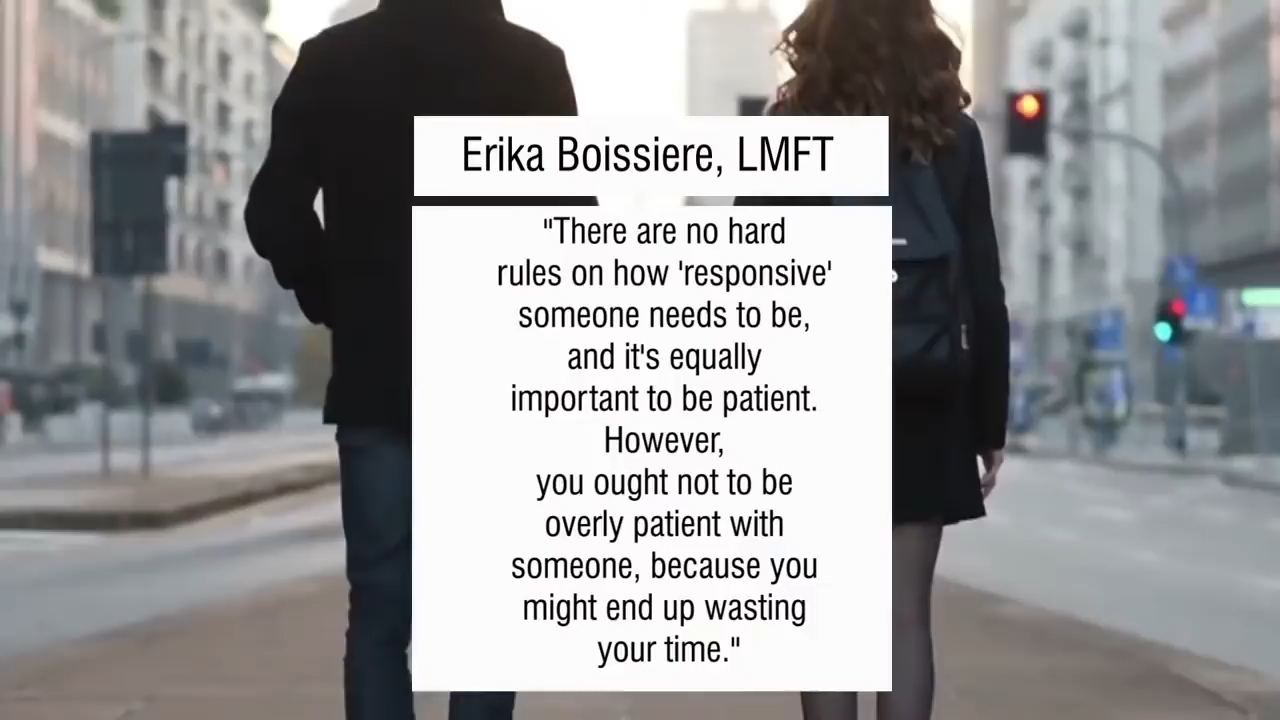 Erika Boissiere, LMFT
"There are no hard
rules on how 'responsive'
someone needs to be,
and it's equally
important to be patient.
However,
you ought not to be
overly patient with
someone, because you
might end up wasting
your time."